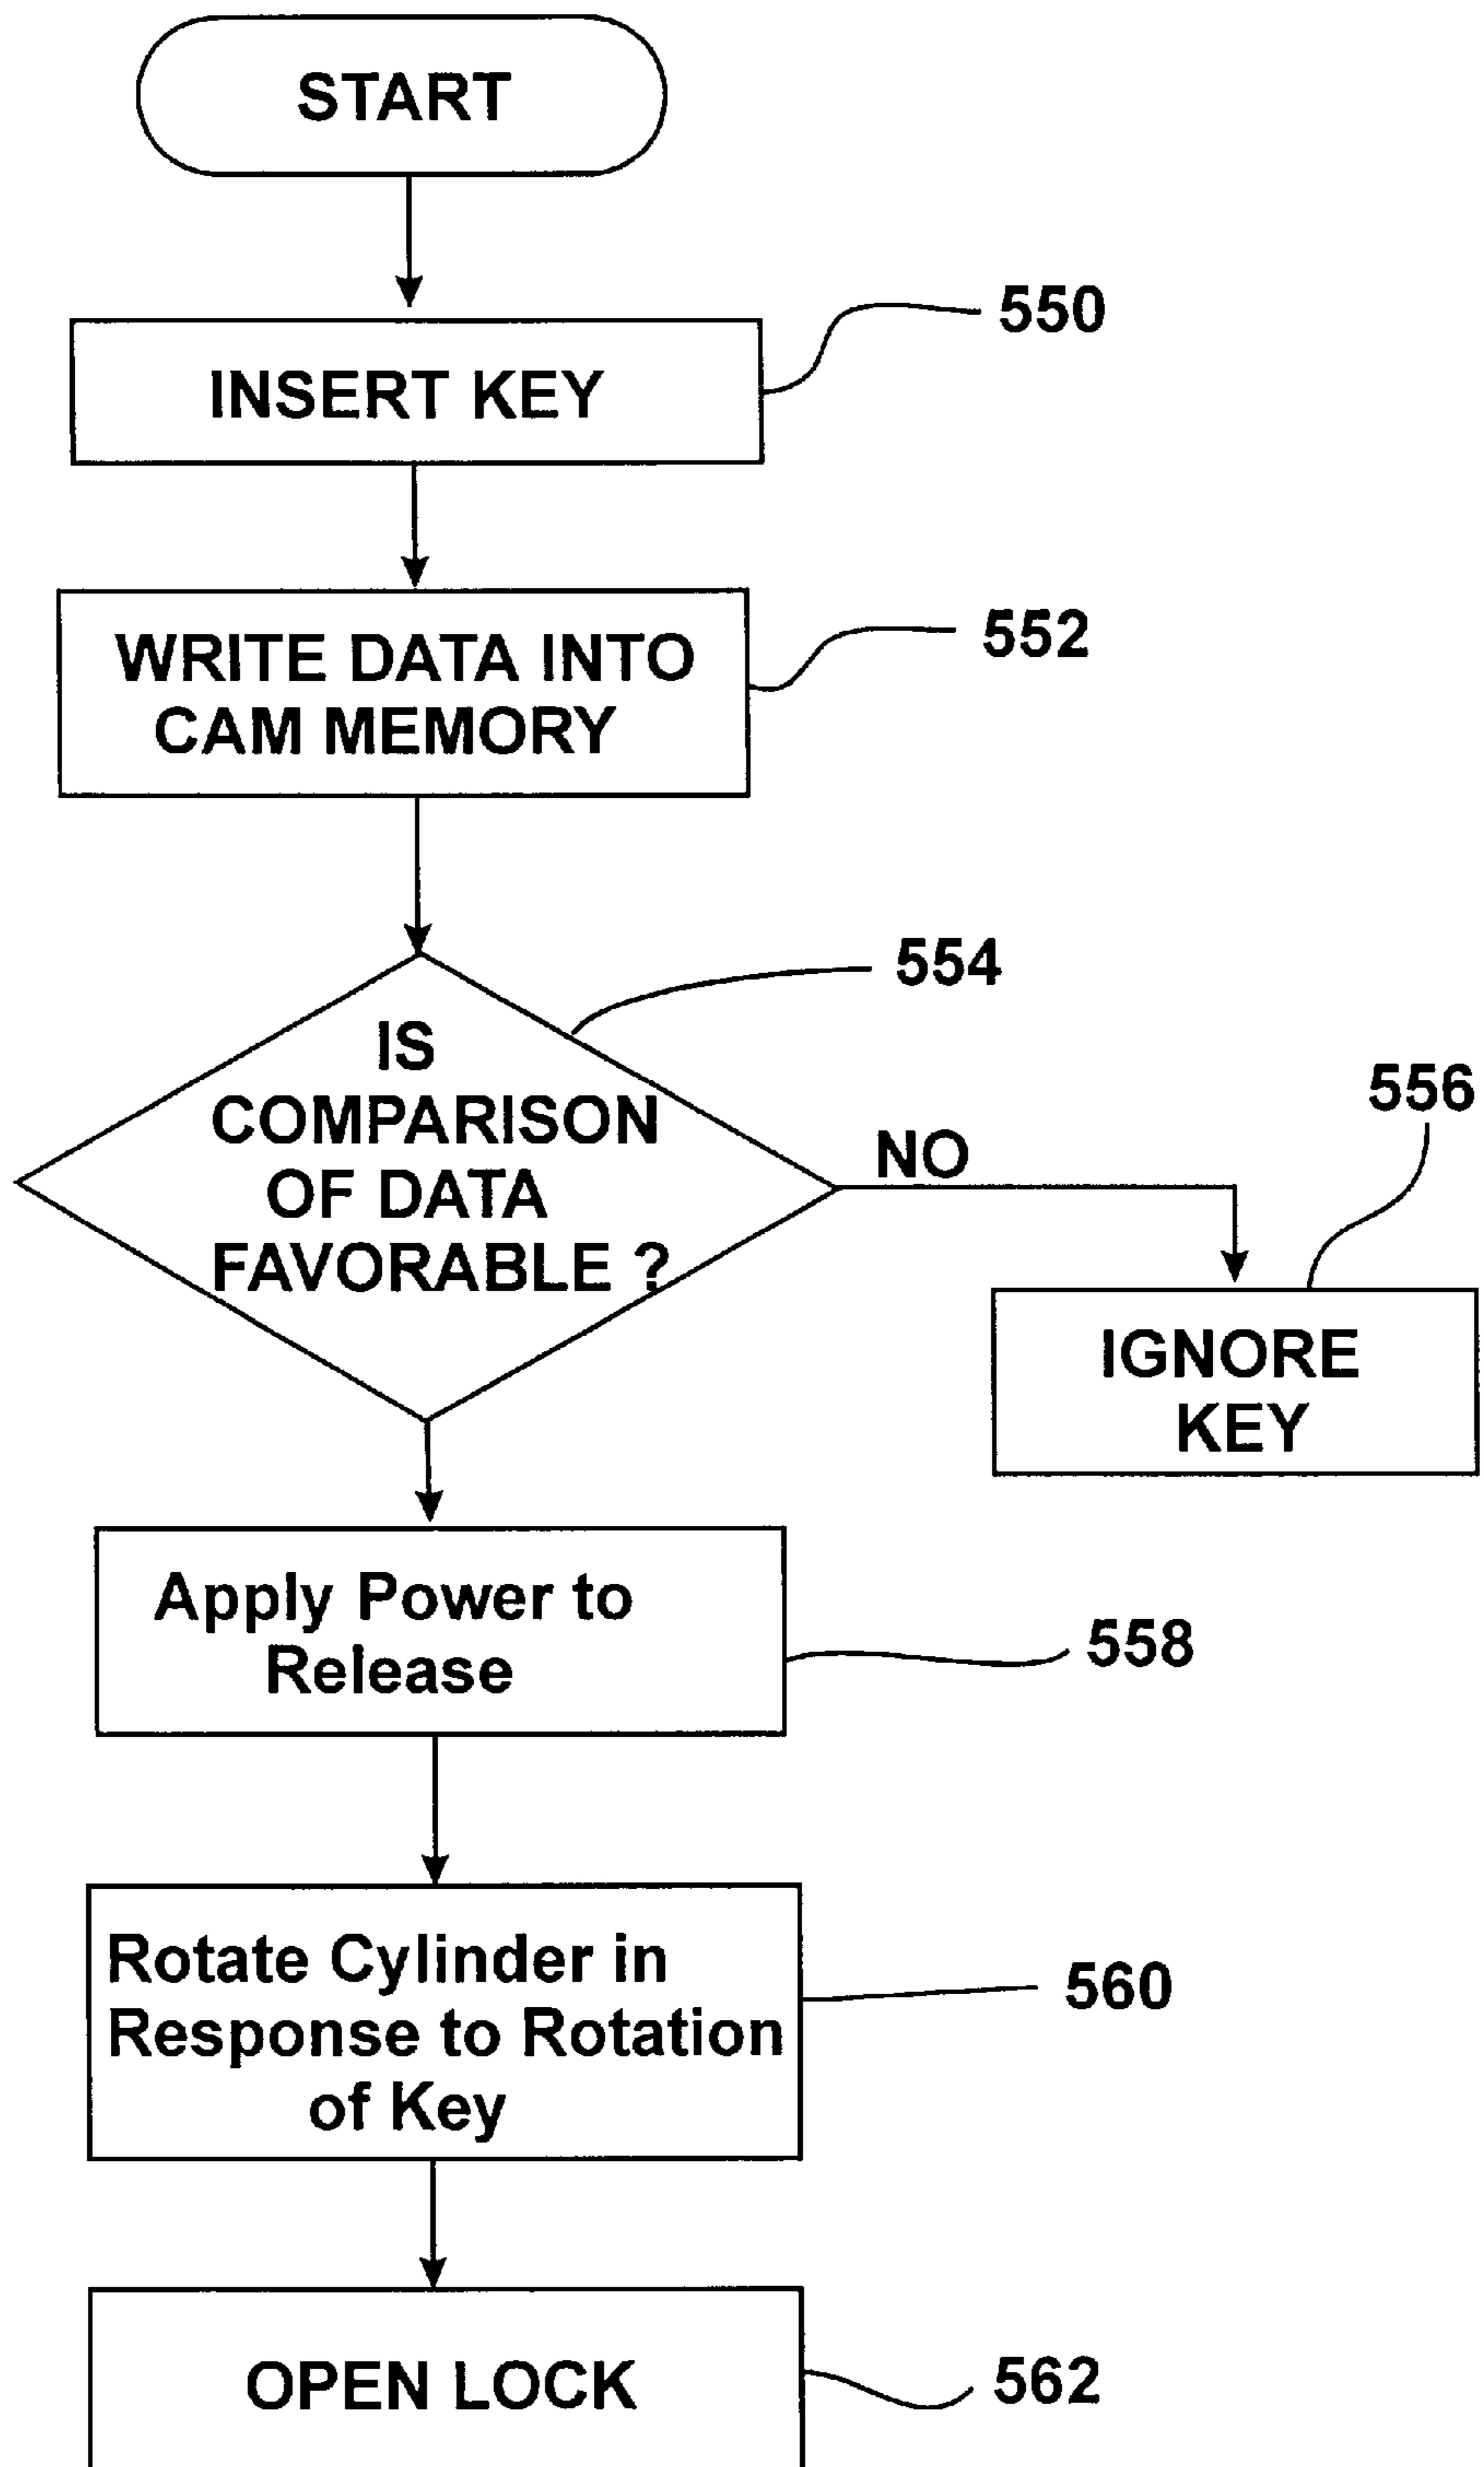 START
INSERT KEY
550
WRITE DATA INTO
CAM MEMORY
552
IS
COMPARISON
OF DATA
FAVORABLE ?
554
NO
556
IGNORE
KEY
Apply Power to
Release
558
Rotate Cylinder in
Response to Rotation
of Key
560
OPEN LOCK
562